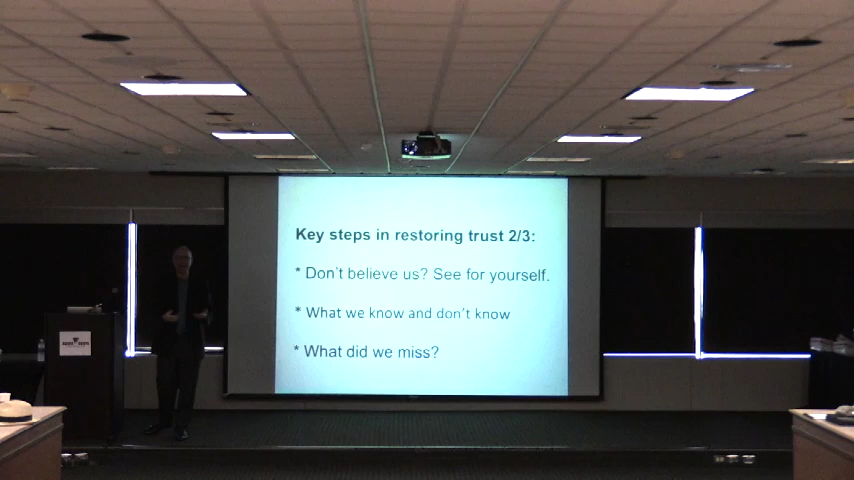 Key steps in restoring trust 2/3:
* Don't believe us? See for yourself.
* What we know and don't know
* What did we miss?